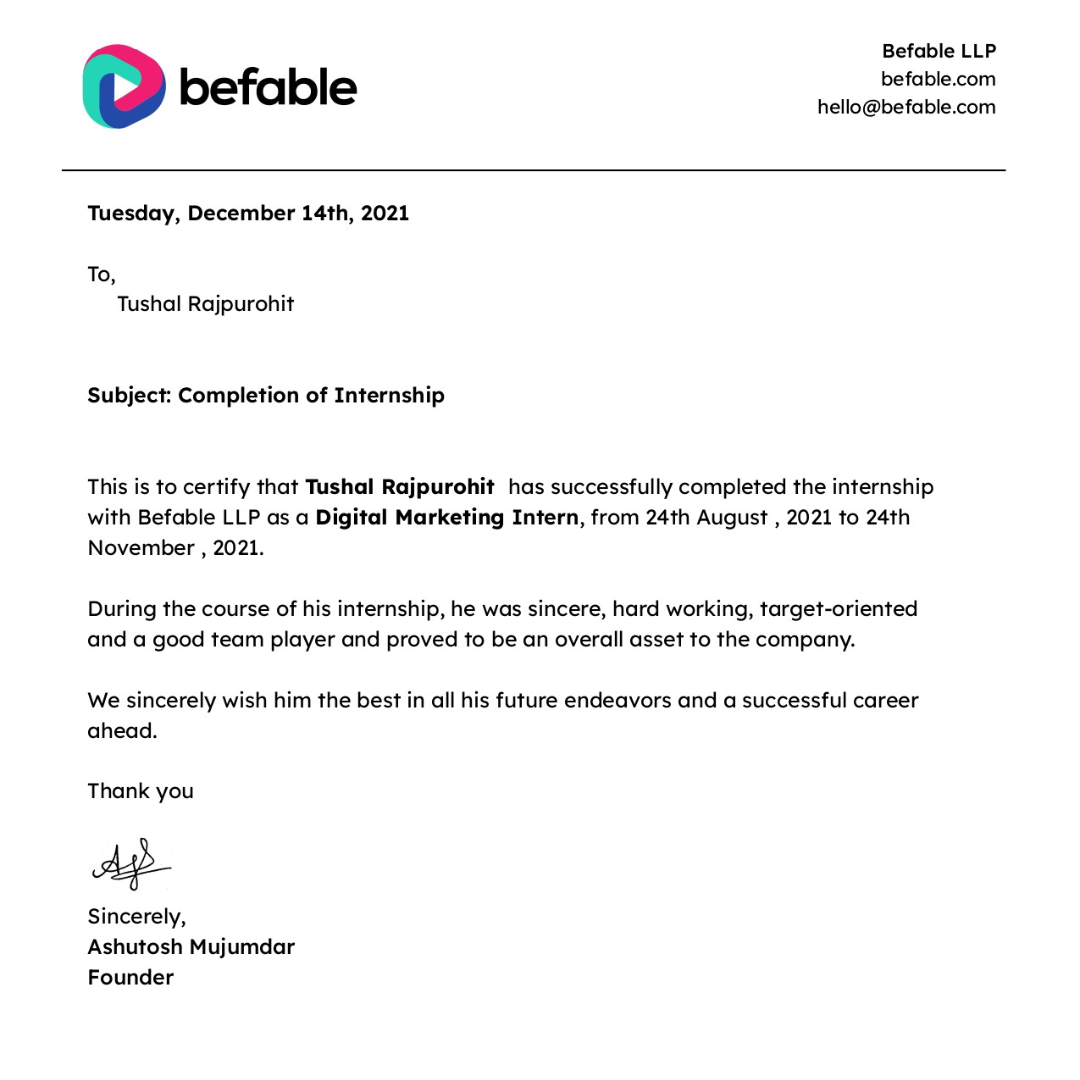 befable
Befable LLP
befable.com
hello@befable.com
Tuesday, December 14th, 2021
To,
Tushal Rajpurohit
Subject: Completion of Internship
This is to certify that Tushal Rajpurohit  has successfully completed the internship
with Befable LLP as a Digital Marketing Intern, from 24th August , 2021 to 24th
November , 2021.
During the course of his internship, he was sincere, hard working, target-oriented
and a good team player and proved to be an overall asset to the company.
We sincerely wish him the best in all his future endeavors and a successful career
ahead.
Thank you
Sincerely,
Ashutosh Mujumdar
Founder